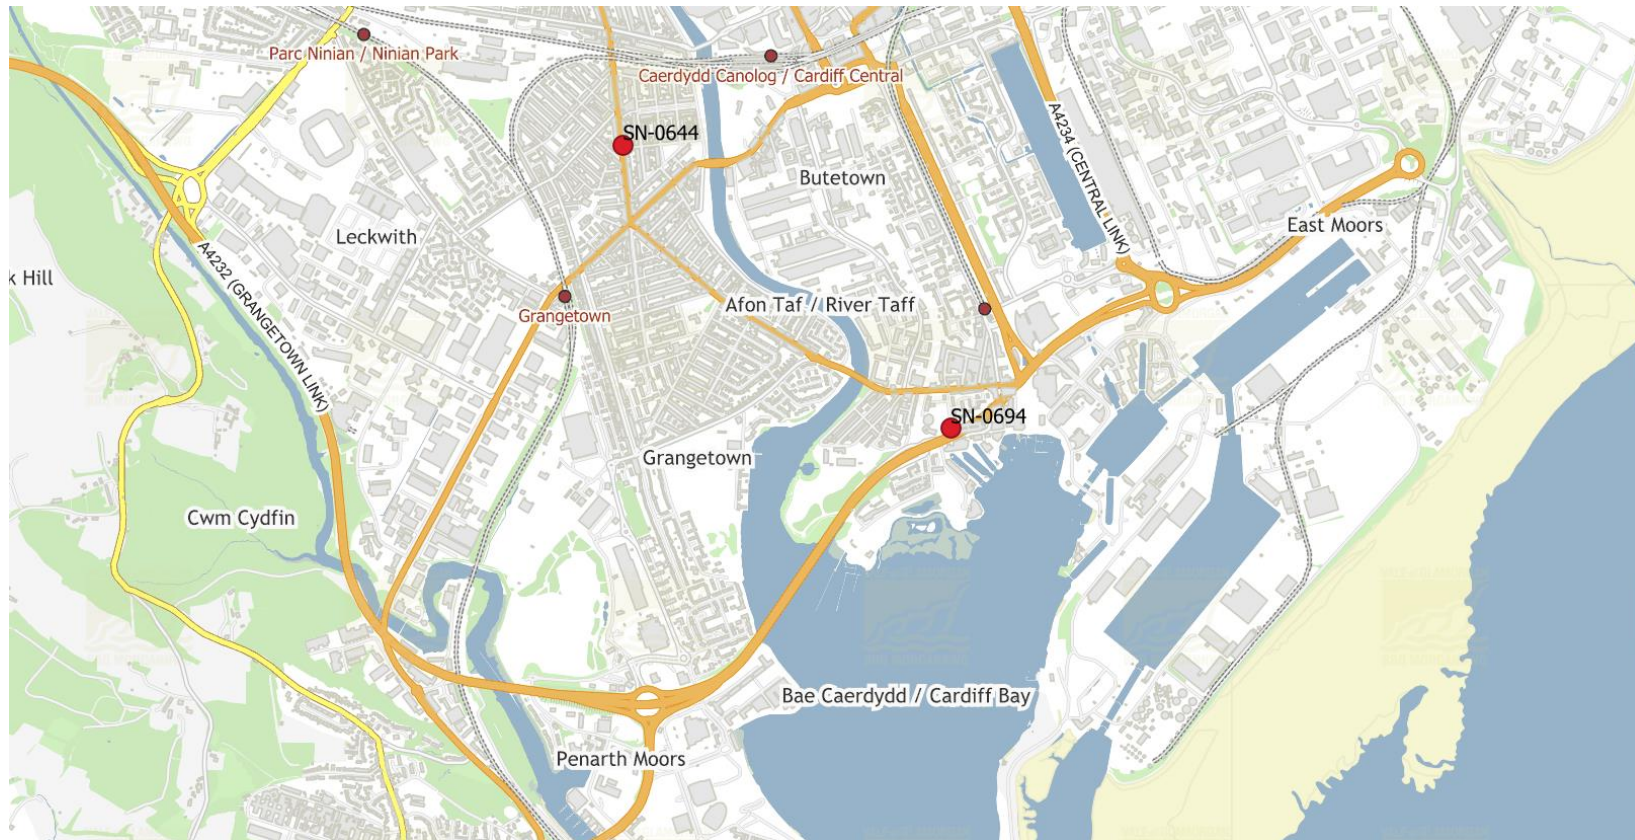 Parc Ninian / Ninian Park
Caerdydd Canolog / Cardiff Central
SN-0644
A4234 (CENTRAL LINK)
Butetown
East Moors
Leckwith
A4232 (GRANGETOWN LINK)
k Hill
Afon Taf / River Taff
Grangetown
SN-0694
Grangetown
Cwm Cydfin
Bae Caerdydd / Cardiff Bay
Penarth Moors